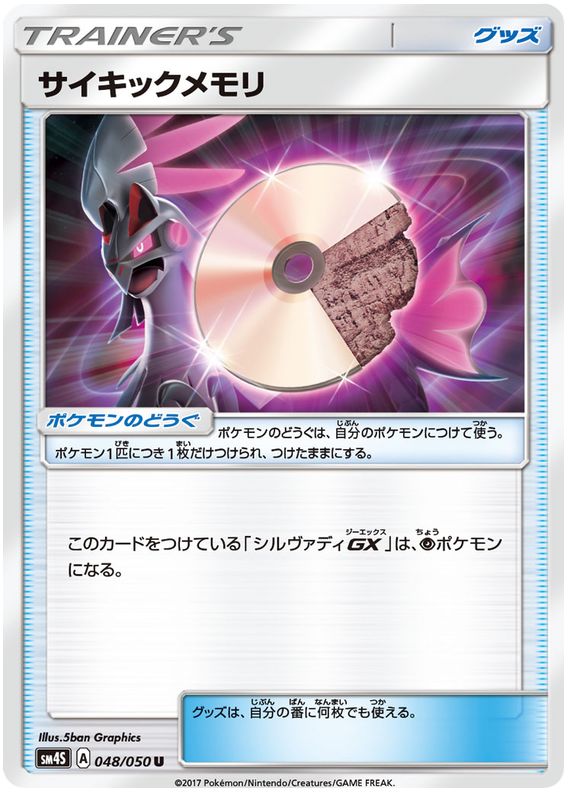 TRAINER'S グッズ
サイキックメモリ
ポケモンのどうぐ
ポケモンのどうぐは、自分のポケモンにつけて使う。
ポケモン1匹につき1枚だけつけられ、つけたままにする。
このカードをつけている「シルヴァディGX」は、ポケモン
になる。
グッズは、自分の番に何枚でも使える。
Illus.5ban Graphics
SM4S A 048/050 U
©2017 Pokémon/Nintendo/Creatures/GAME FREAK.